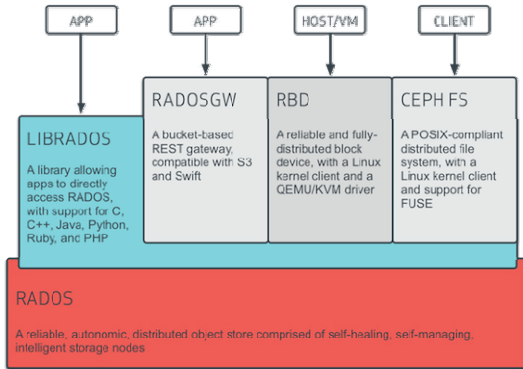 APP
APP
HOST/VM
CLIENT
RADOSGW
A bucket-based
REST gateway,
compatible with S3
and Swift
RBD
A reliable and fully-
distributed block
device, with a Linux
kernel client and a
QEMU/KVM driver
CEPH FS
A POSIX-compliant
distributed file
system, with a
Linux kernel client
and support for
FUSE
LIBRADOS
A library allowing
apps to directly
access RADOS,
with support for C,
C++, Java, Python,
Ruby, and PHP
RADOS
A reliable, autonomic, distributed object store comprised of self-healing, self-managing,
intelligent storage nodes